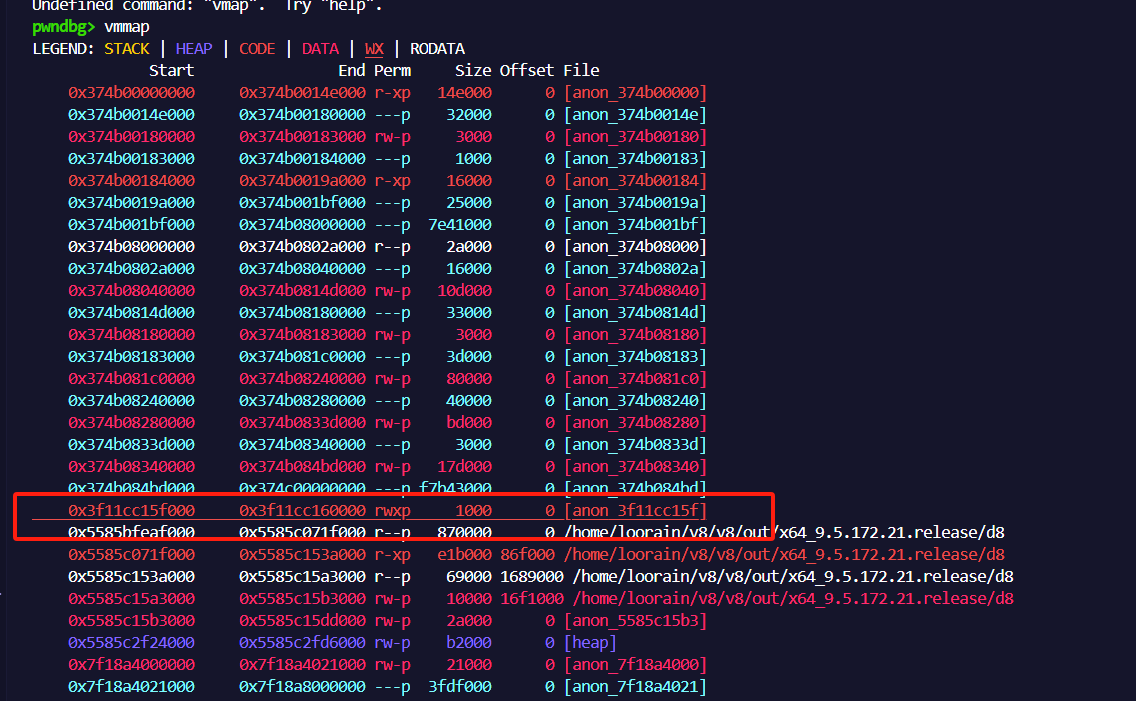 Undefined command: "vmap".  Try "help".
pwndbg> vmmap
LEGEND: STACK | HEAP | CODE | DATA | WX | RODATA
Start End Perm Size Offset File
0x374b00000000 0x374b0014e000 r-xp 14e000 0 [anon_374b00000]
0x374b0014e000 0x374b00180000 ---p 32000 0 [anon_374b0014e]
0x374b00180000 0x374b00183000 rw-p 3000 0 [anon_374b00180]
0x374b00183000 0x374b00184000 ---p 1000 0 [anon_374b00183]
0x374b00184000 0x374b0019a000 r-xp 16000 0 [anon_374b00184]
0x374b0019a000 0x374b001bf000 ---p 25000 0 [anon_374b0019a]
0x374b001bf000 0x374b08000000 ---p 7e41000 0 [anon_374b001bf]
0x374b08000000 0x374b0802a000 r--p 2a000 0 [anon_374b08000]
0x374b0802a000 0x374b08040000 ---p 16000 0 [anon_374b0802a]
0x374b08040000 0x374b0814d000 rw-p 10d000 0 [anon_374b08040]
0x374b0814d000 0x374b08180000 ---p 33000 0 [anon_374b0814d]
0x374b08180000 0x374b08183000 rw-p 3000 0 [anon_374b08180]
0x374b08183000 0x374b081c0000 ---p 3d000 0 [anon_374b08183]
0x374b081c0000 0x374b08240000 rw-p 80000 0 [anon_374b081c0]
0x374b08240000 0x374b08280000 ---p 40000 0 [anon_374b08240]
0x374b08280000 0x374b0833d000 rw-p bd000 0 [anon_374b08280]
0x374b0833d000 0x374b08340000 ---p 3000 0 [anon_374b0833d]
0x374b08340000 0x374b084bd000 rw-p 17d000 0 [anon_374b08340]
0x374b084bd000 0x374c00000000 ---p f7b43000 0 [anon_374b084bd]
0x3f11cc15f000 0x3f11cc160000 rwxp 1000 0 [anon_3f11cc15f]
0x5585bfeaf000 0x5585c071f000 r--p 870000 0 /home/loorain/v8/v8/out/x64_9.5.172.21.release/d8
0x5585c071f000 0x5585c153a000 r-xp e1b000 86f000 /home/loorain/v8/v8/out/x64_9.5.172.21.release/d8
0x5585c153a000 0x5585c15a3000 r--p 69000 1689000 /home/loorain/v8/v8/out/x64_9.5.172.21.release/d8
0x5585c15a3000 0x5585c15b3000 rw-p 10000 16f1000 /home/loorain/v8/v8/out/x64_9.5.172.21.release/d8
0x5585c15b3000 0x5585c15dd000 rw-p 2a000 0 [anon_5585c15b3]
0x5585c2f24000 0x5585c2fd6000 rw-p b2000 0 [heap]
0x7f18a4000000 0x7f18a4021000 rw-p 21000 0 [anon_7f18a4000]
0x7f18a4021000 0x7f18a8000000 ---p 3fdf000 0 [anon_7f18a4021]